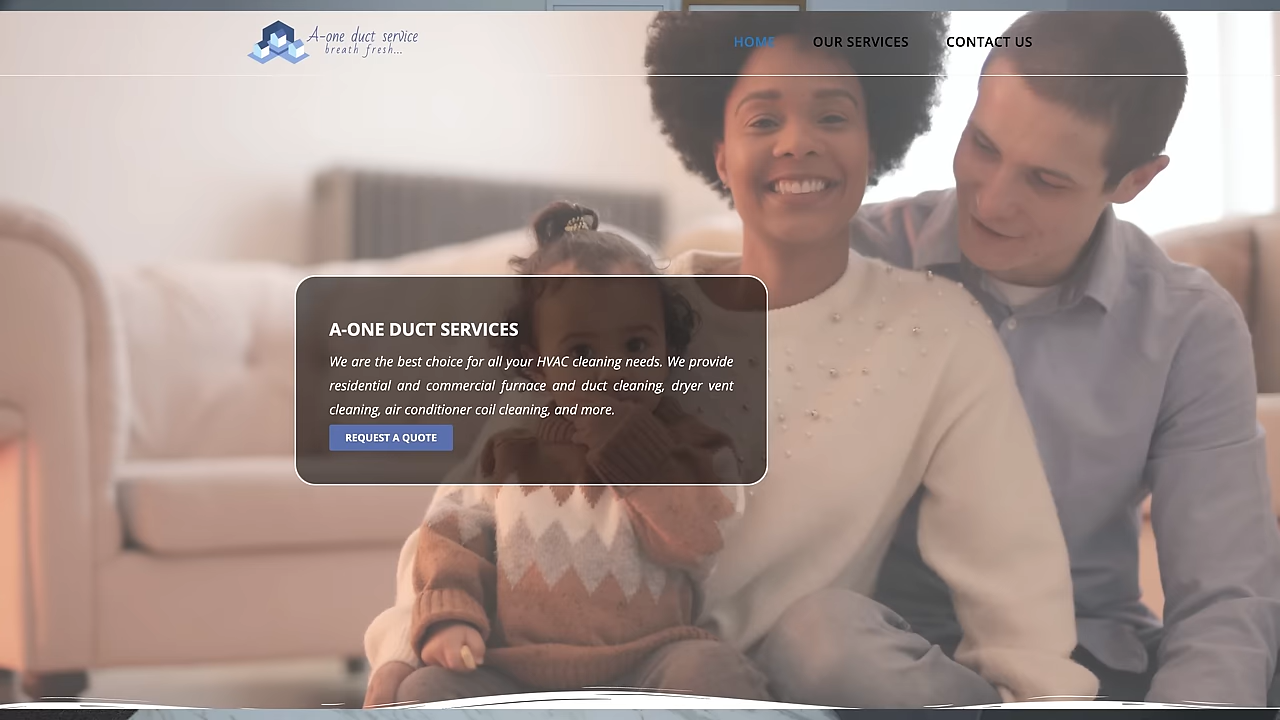 A-one duct service
breath fresh...
HOME
OUR SERVICES
CONTACT US
A-ONE DUCT SERVICES
We are the best choice for all your HVAC cleaning needs. We provide
residential and commercial furnace and duct cleaning, dryer vent
cleaning, air conditioner coil cleaning, and more.
REQUEST A QUOTE